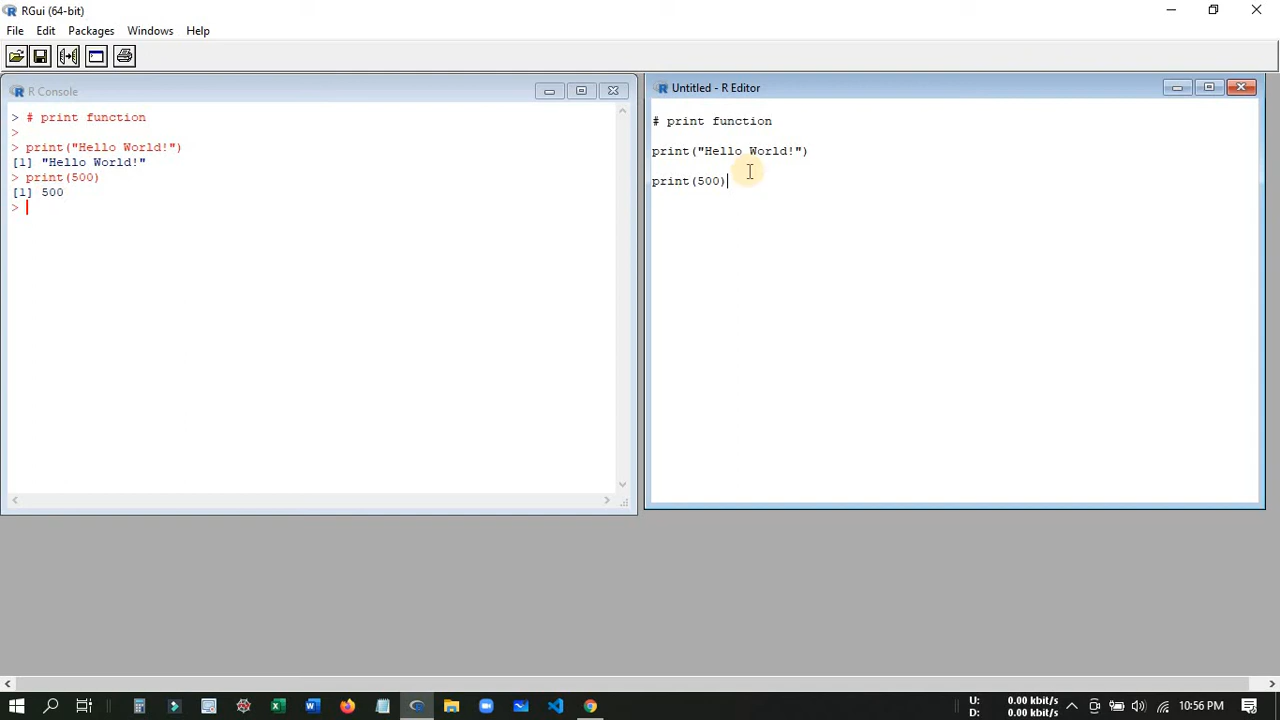 RGui (64-bit)
File Edit Packages Windows Help
R Console
> # print function
>
> print("Hello World!")
[1] "Hello World!"
> print(500)
[1] 500
>
Untitled - R Editor
# print function
print("Hello World!")
print(500)
U: 0.00 kbit/s
D: 0.00 kbit/s
10:56 PM